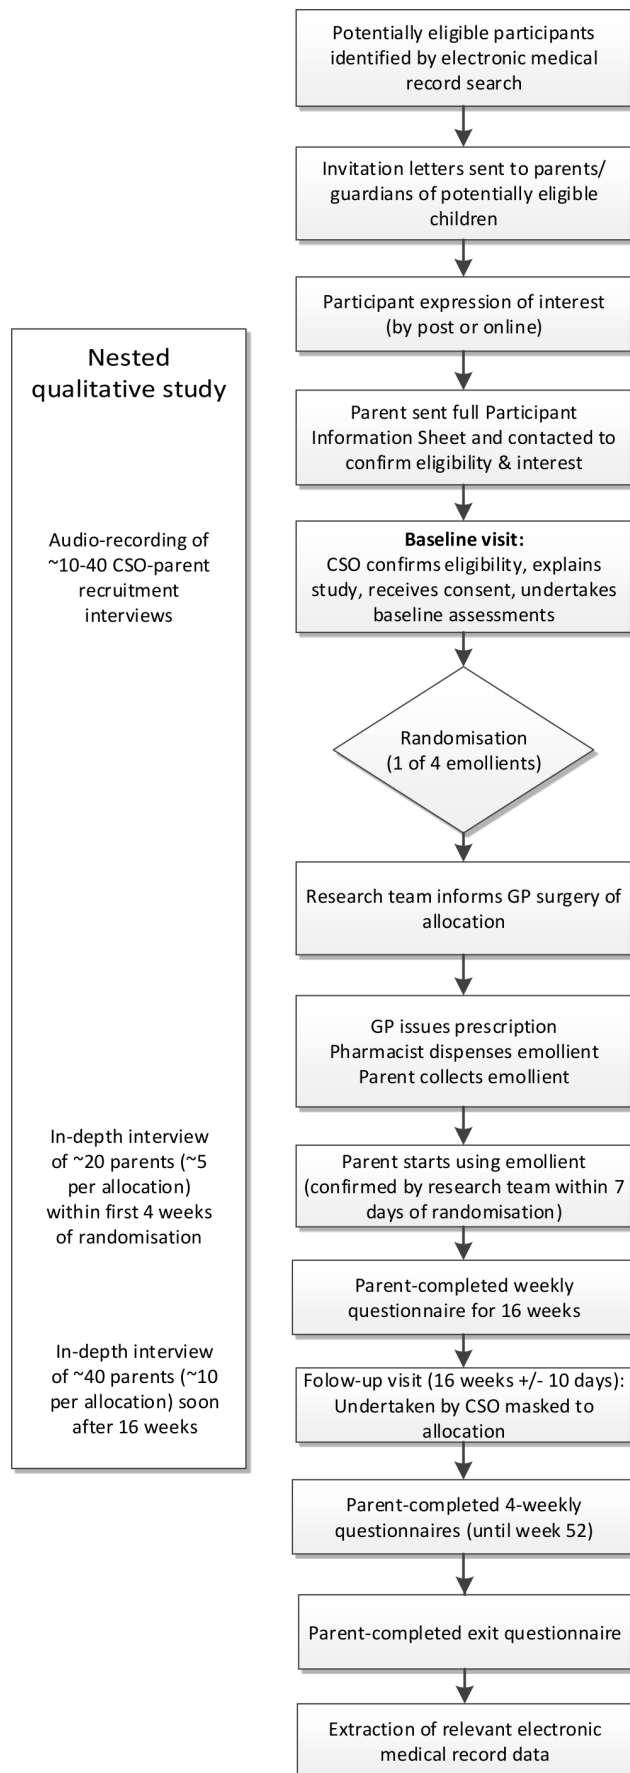 Potentially eligible participants
identified by electronic medical
record search
Invitation letters sent to parents/
guardians of potentially eligible
children
Participant expression of interest
(by post or online)
Parent sent full Participant
Information Sheet and contacted to
confirm eligibility & interest
Baseline visit:
CSO confirms eligibility, explains
study, receives consent, undertakes
baseline assessments
Randomisation
(1 of 4 emollients)
Research team informs GP surgery of
allocation
GP issues prescription
Pharmacist dispenses emollient
Parent collects emollient
Parent starts using emollient
(confirmed by research team within 7
days of randomisation)
Parent-completed weekly
questionnaire for 16 weeks
Folow-up visit (16 weeks +/- 10 days):
Undertaken by CSO masked to
allocation
Parent-completed 4-weekly
questionnaires (until week 52)
Parent-completed exit questionnaire
Extraction of relevant electronic
medical record data
Nested
qualitative study
Audio-recording of
~10-40 CSO-parent
recruitment
interviews
In-depth interview
of ~20 parents (~5
per allocation)
within first 4 weeks
of randomisation
In-depth interview
of ~40 parents (~10
per allocation) soon
after 16 weeks